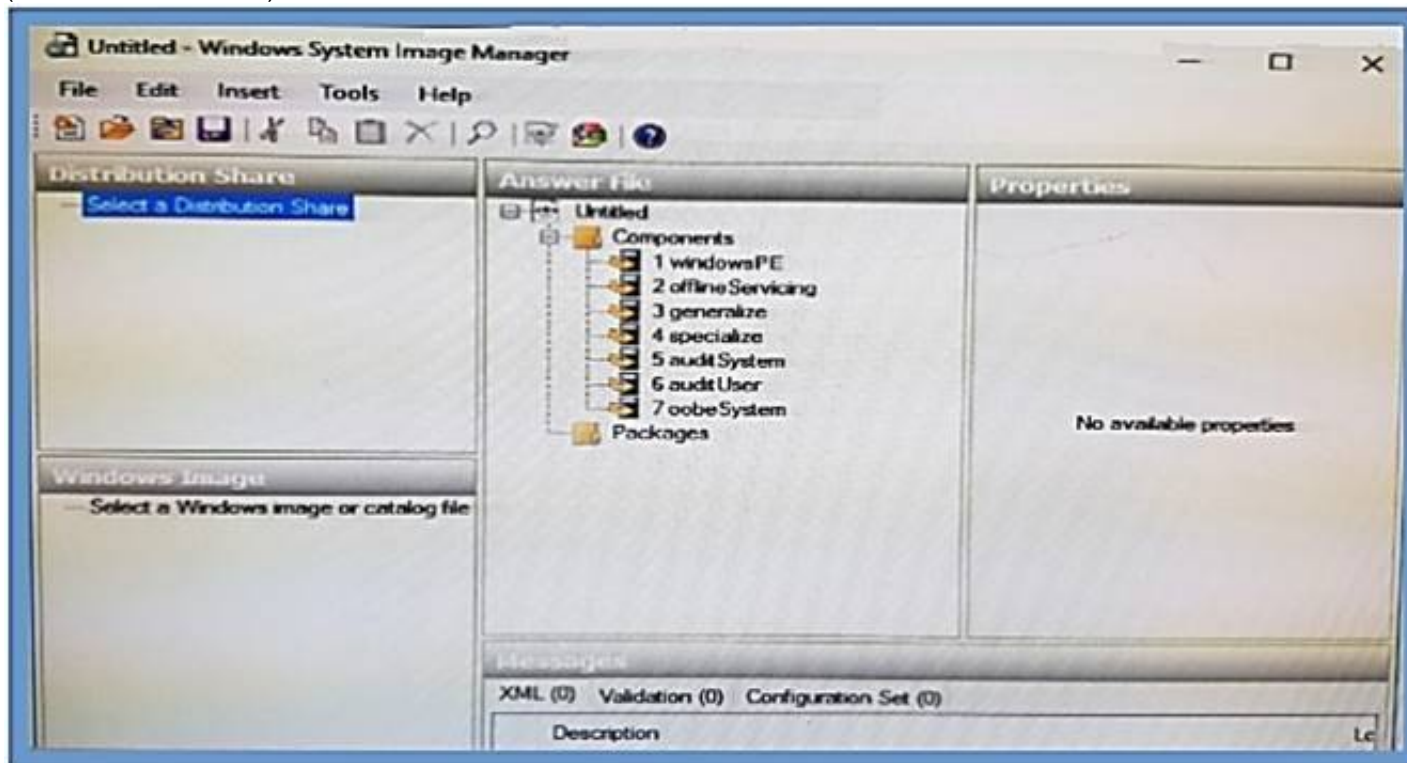 Untitled - Windows System Image Manager
File Edit Insert Tools Help
Distribution Share
Select a Distribution Share
Answer File
Untitled
Components
1 windowsPE
2 offlineServicing
3 generalize
4 specialize
5 auditSystem
6 auditUser
7 oobeSystem
Packages
Properties
No available properties
Windows Image
Select a Windows image or catalog file
Messages
XML (0) Validation (0) Configuration Set (0)
Description